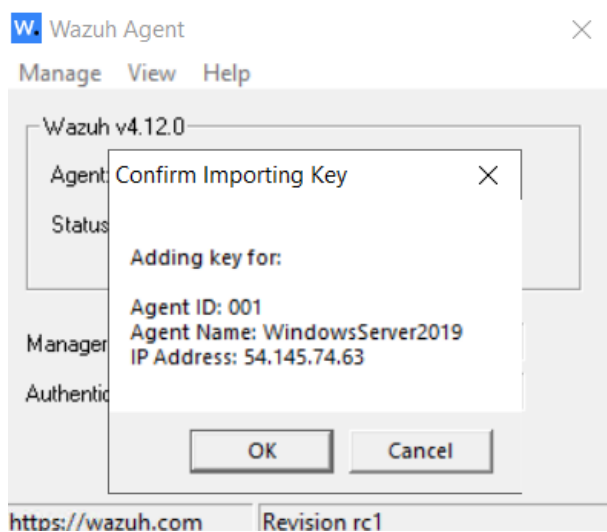 W. Wazuh Agent
Manage View Help
Wazuh v4.12.0
Agent:
Status
Manager
Confirm Importing Key
Adding key for:
Agent ID: 001
Agent Name: WindowsServer2019
IP Address: 54.145.74.63
OK Cancel
https://wazuh.com Revision rc1